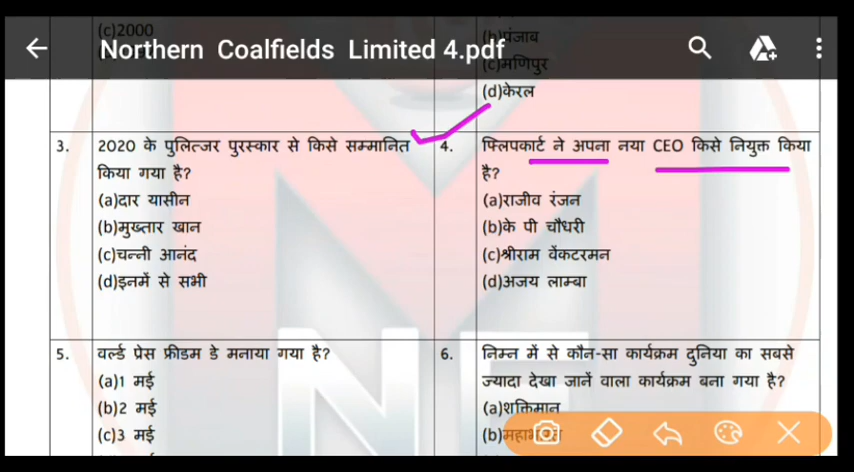 (c)2000
(b)पंजाब
Northern Coalfields Limited 4.pdf
(c)मणिपुर
(d)केरल
3. 2020 के पुलित्जर पुरस्कार से किसे सम्मानित
किया गया है?
(a)दार यासीन
(b)मुख्तार खान
(c)चन्नी आनंद
(d)इनमें से सभी
4. फ्लिपकार्ट ने अपना नया CEO किसे नियुक्त किया
है?
(a)राजीव रंजन
(b)के पी चौधरी
(c)श्रीराम वेंकटरमन
(d)अजय लाम्बा
5. वर्ल्ड प्रेस फ्रीडम डे मनाया गया है?
(a)1 मई
(b)2 मई
(c)3 मई
6. निम्न में से कौन-सा कार्यक्रम दुनिया का सबसे
ज्यादा देखा जानें वाला कार्यक्रम बना गया है?
(a)शक्तिमान
(b)